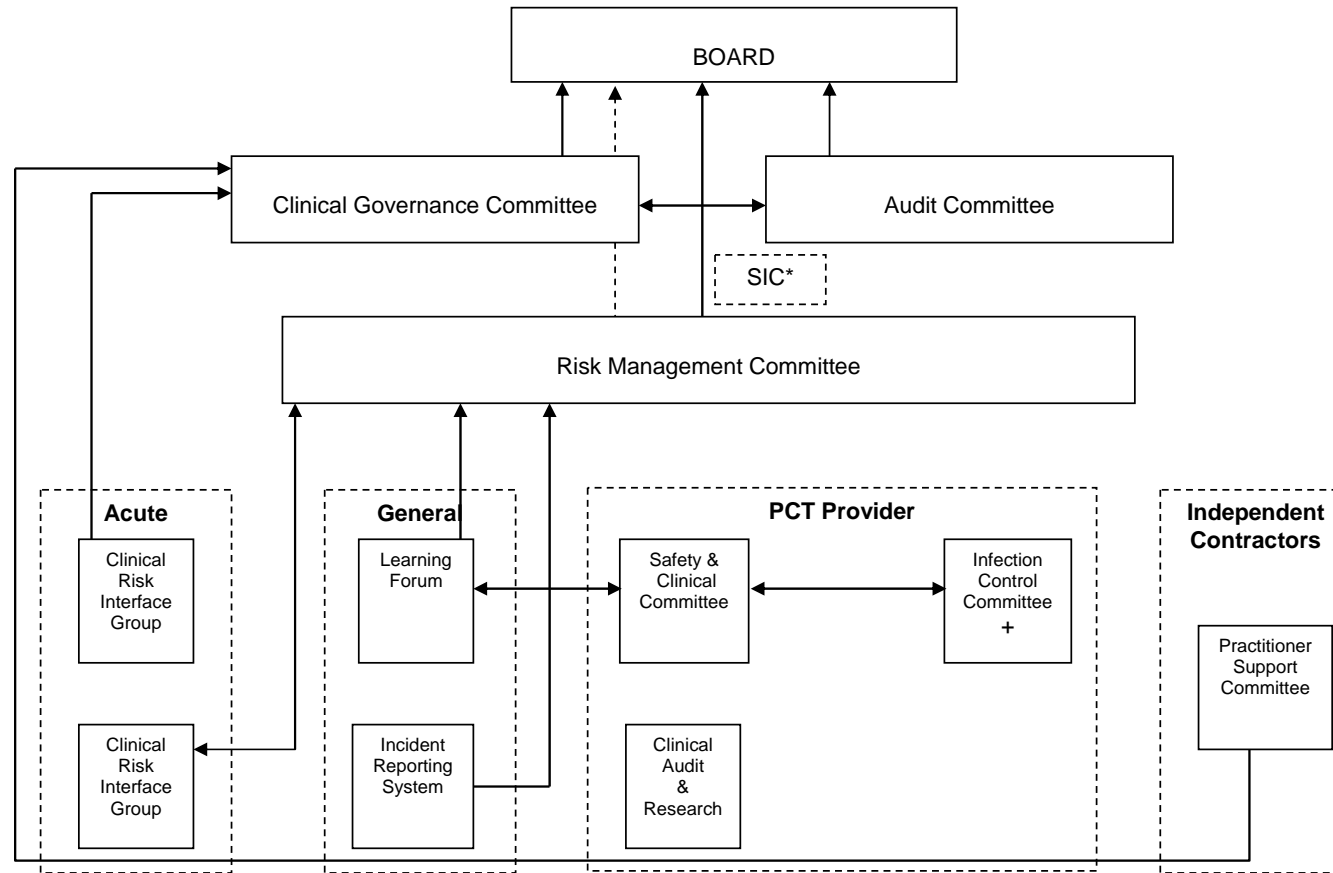 BOARD
Clinical Governance Committee
Audit Committee
SIC*
Risk Management Committee
Acute
Clinical
Risk
Interface
Group
Clinical
Risk
Interface
Group
General
Learning
Forum
Incident
Reporting
System
PCT Provider
Safety &
Clinical
Committee
Infection
Control
Committee
+
Clinical
Audit
&
Research
Independent
Contractors
Practitioner
Support
Committee